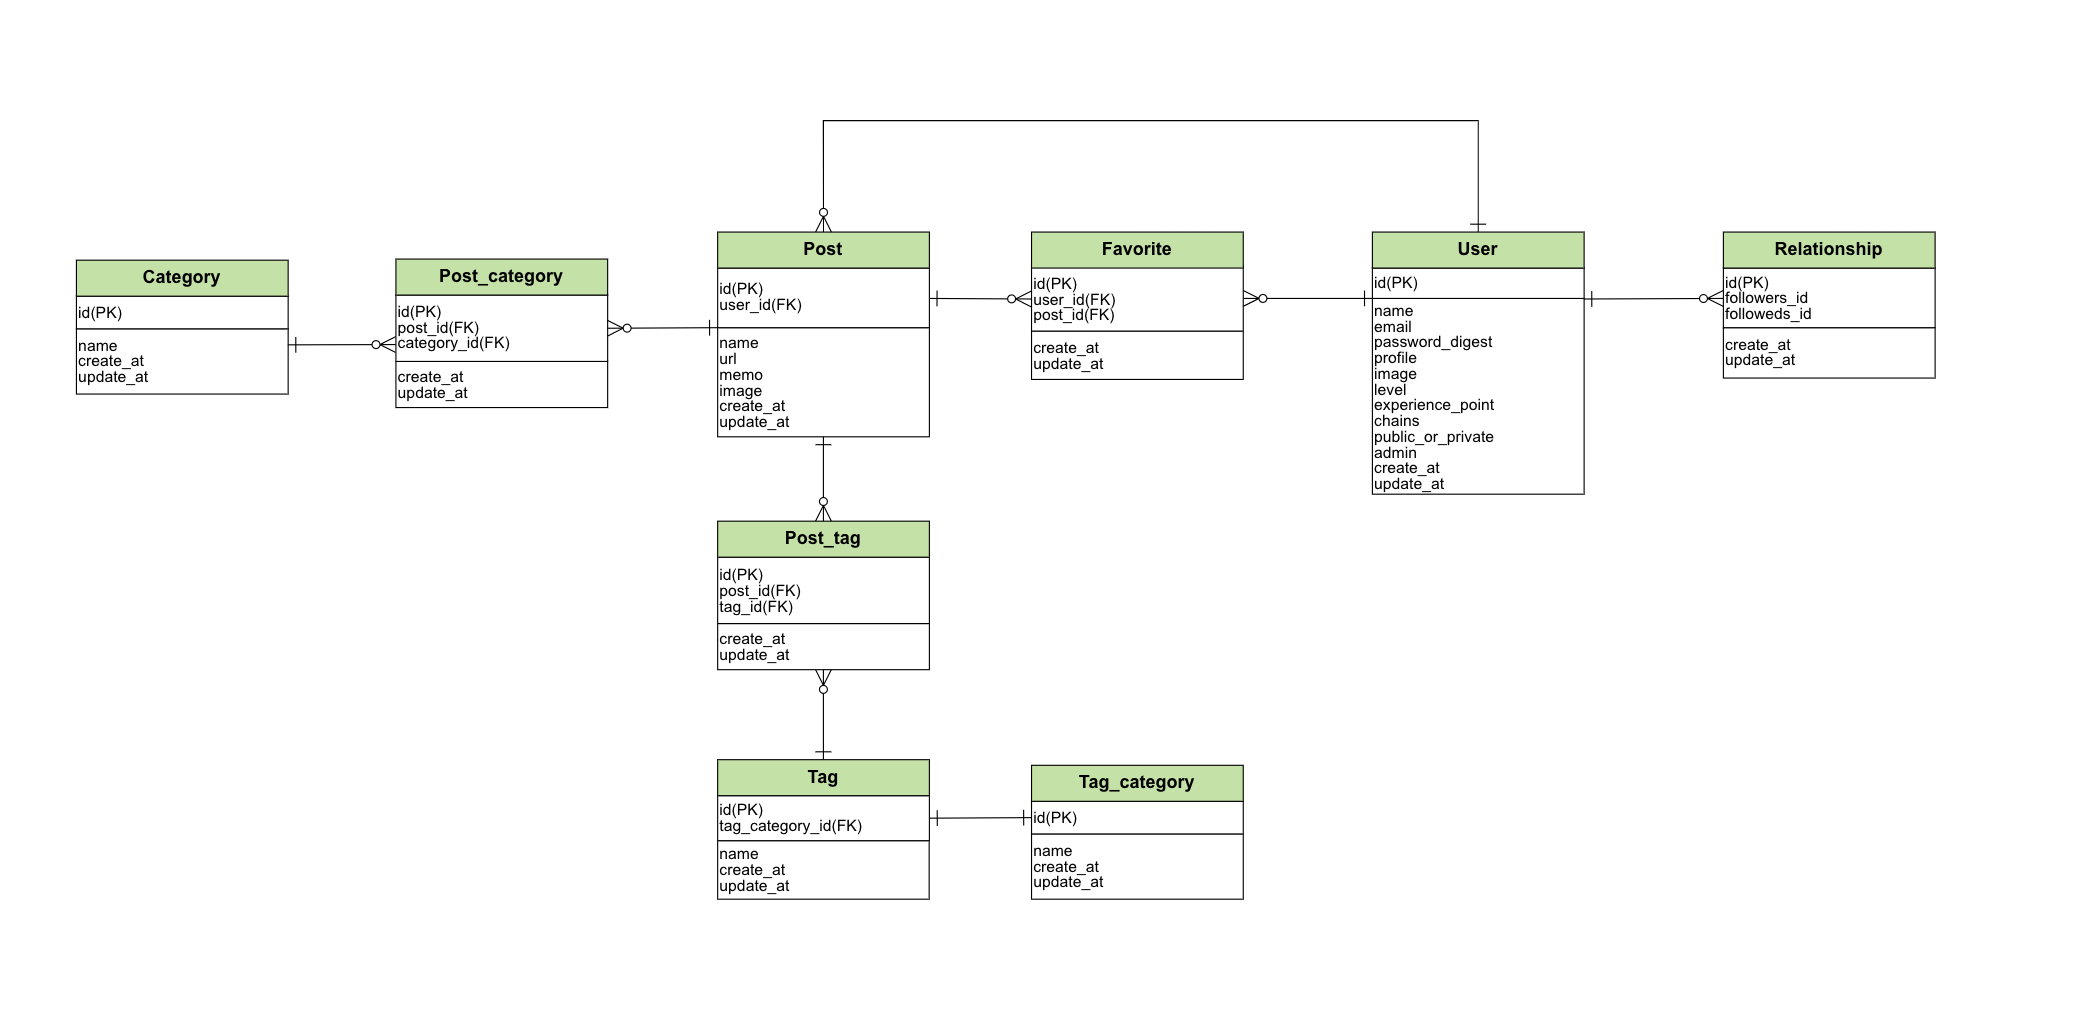 Category
id(PK)
name
create_at
update_at
Post_category
id(PK)
post_id(FK)
category_id(FK)
create_at
update_at
Post
id(PK)
user_id(FK)
name
url
memo
image
create_at
update_at
Favorite
id(PK)
user_id(FK)
post_id(FK)
create_at
update_at
User
id(PK)
name
email
password_digest
profile
image
level
experience_point
chains
public_or_private
admin
create_at
update_at
Relationship
id(PK)
followers_id
followeds_id
create_at
update_at
Post_tag
id(PK)
post_id(FK)
tag_id(FK)
create_at
update_at
Tag
id(PK)
tag_category_id(FK)
name
create_at
update_at
Tag_category
id(PK)
name
create_at
update_at